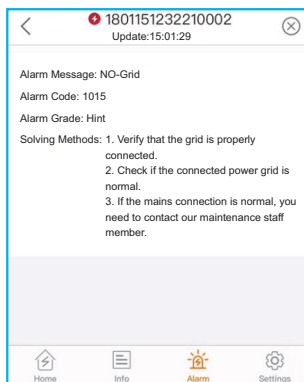 1801151232210002
Update:15:01:29
Alarm Message: NO-Grid
Alarm Code: 1015
Alarm Grade: Hint
Solving Methods: 1. Verify that the grid is properly
connected.
2. Check if the connected power grid is
normal.
3. If the mains connection is normal, you
need to contact our maintenance staff
member.
Home Info Alarm Settings